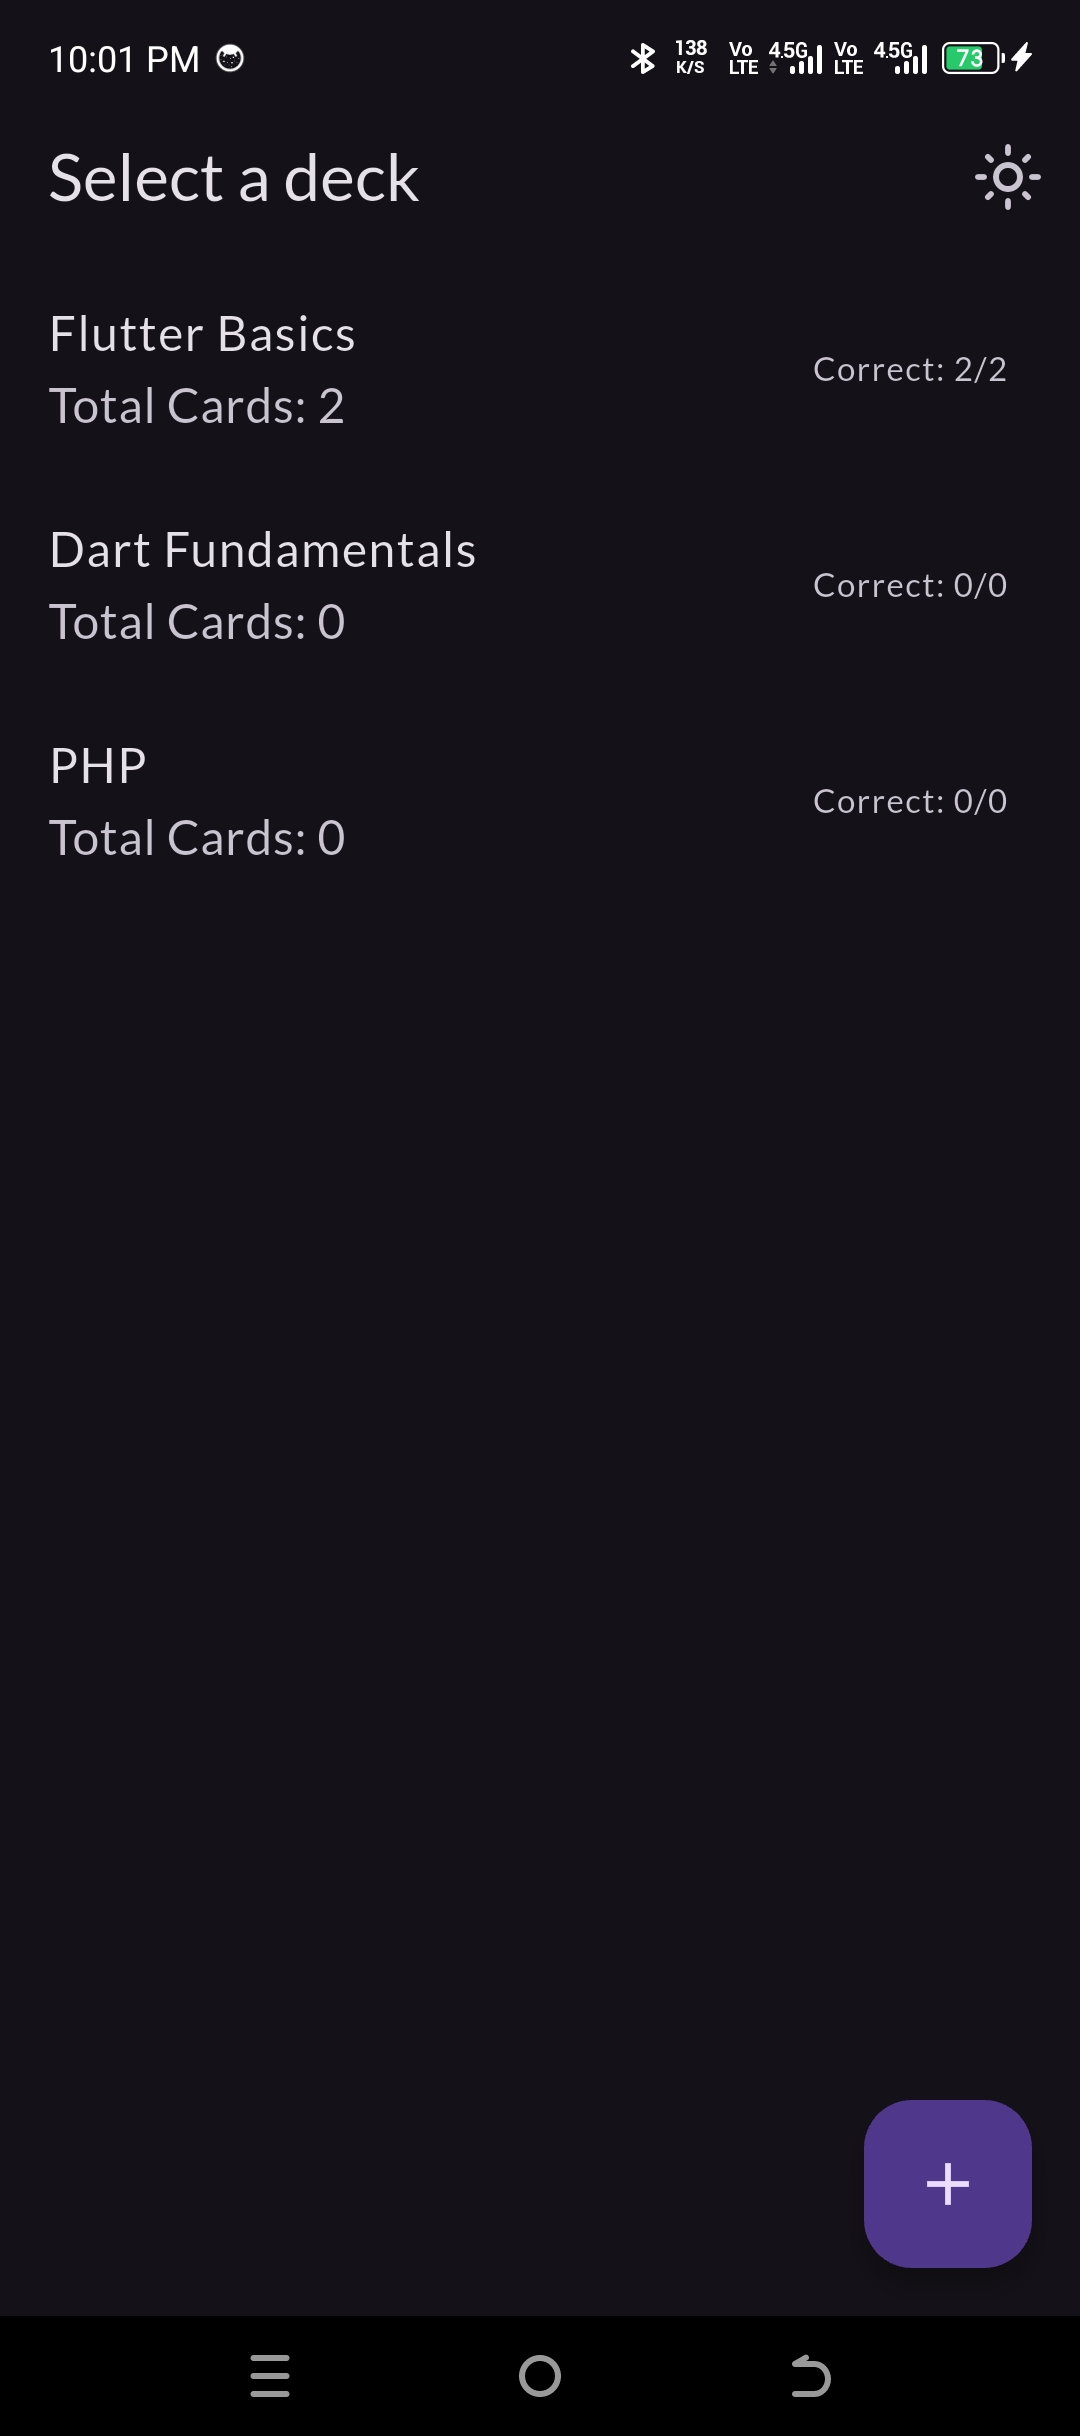 10:01 PM
138 K/S
Vo LTE 4.5G
Vo LTE 4.5G
73
Select a deck
Flutter Basics
Total Cards: 2
Correct: 2/2
Dart Fundamentals
Total Cards: 0
Correct: 0/0
PHP
Total Cards: 0
Correct: 0/0